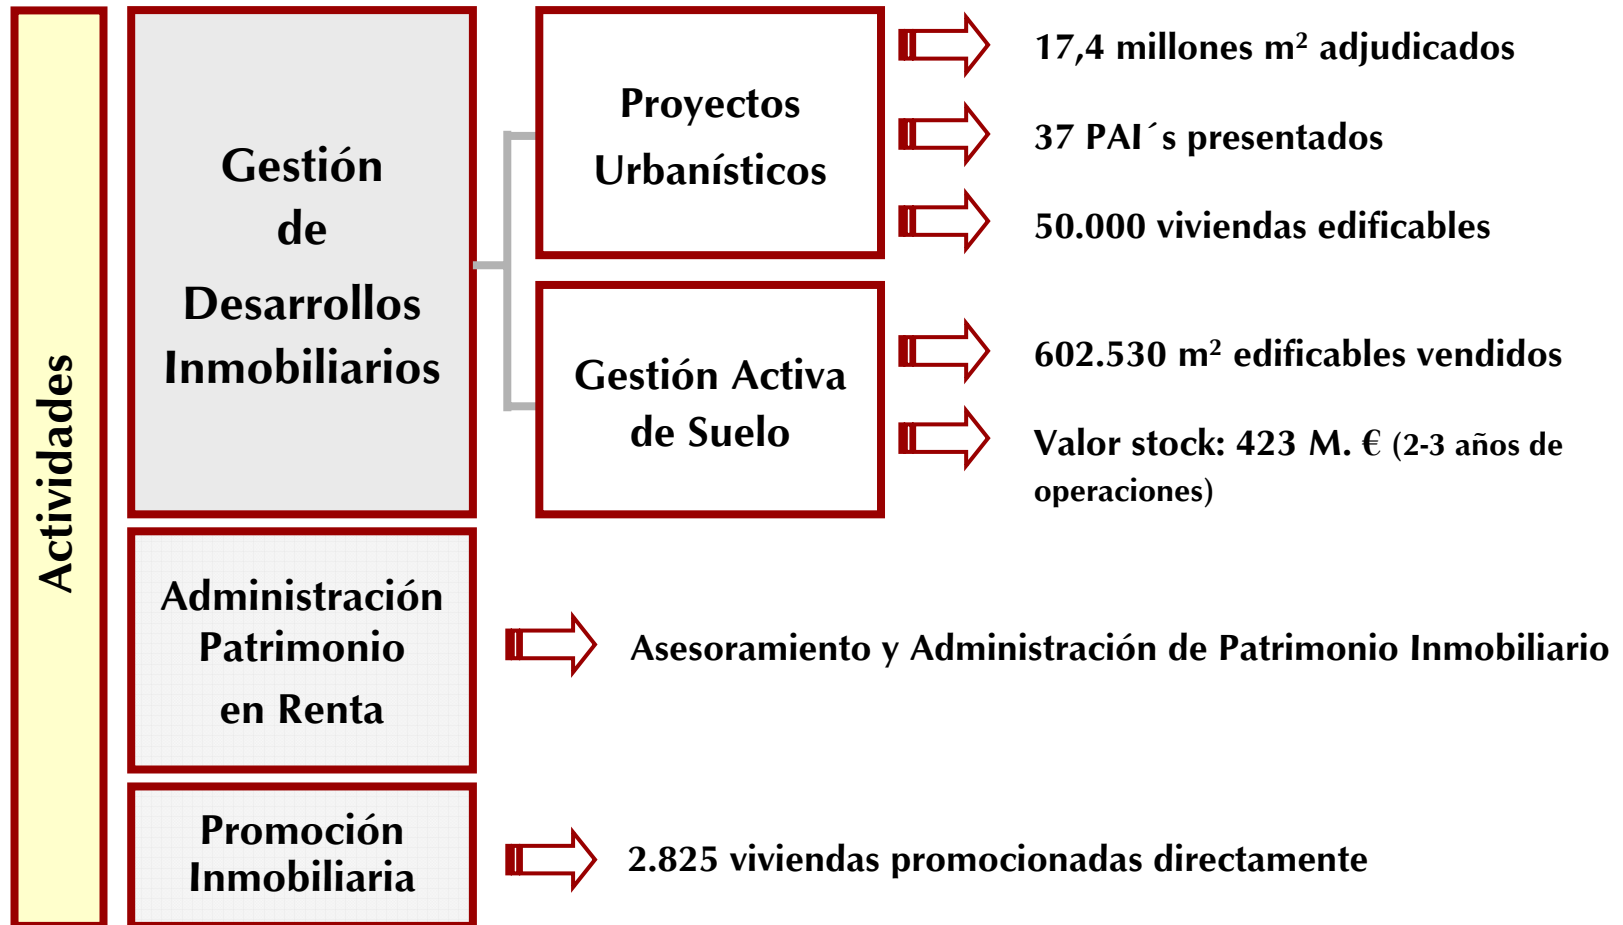 Actividades
Gestión
de
Desarrollos
Inmobiliarios
Proyectos
Urbanísticos
17,4 millones m² adjudicados
37 PAI´s presentados
50.000 viviendas edificables
Gestión Activa
de Suelo
602.530 m² edificables vendidos
Valor stock: 423 M. € (2-3 años de
operaciones)
Administración
Patrimonio
en Renta
Asesoramiento y Administración de Patrimonio Inmobiliario
Promoción
Inmobiliaria
2.825 viviendas promocionadas directamente